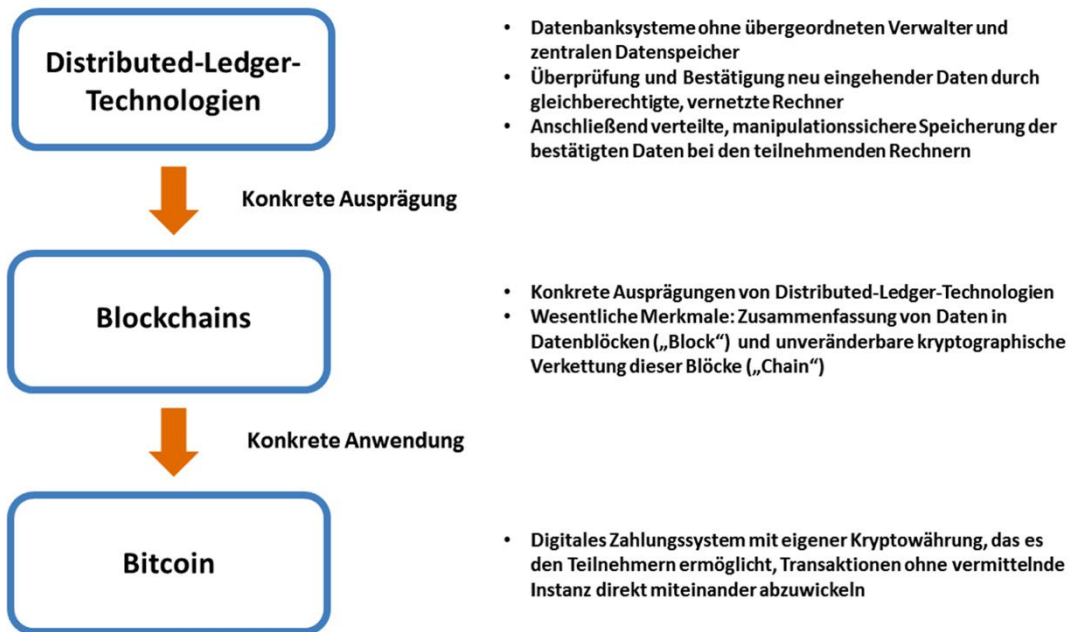 Distributed-Ledger-
Technologien
• Datenbanksysteme ohne übergeordneten Verwalter und
zentralen Datenspeicher
• Überprüfung und Bestätigung neu eingehender Daten durch
gleichberechtigte, vernetzte Rechner
• Anschließend verteilte, manipulationssichere Speicherung der
bestätigten Daten bei den teilnehmenden Rechnern
Konkrete Ausprägung
Blockchains
• Konkrete Ausprägungen von Distributed-Ledger-Technologien
• Wesentliche Merkmale: Zusammenfassung von Daten in
Datenblöcken („Block“) und unveränderbare kryptographische
Verkettung dieser Blöcke („Chain“)
Konkrete Anwendung
Bitcoin
• Digitales Zahlungssystem mit eigener Kryptowährung, das es
den Teilnehmern ermöglicht, Transaktionen ohne vermittelnde
Instanz direkt miteinander abzuwickeln